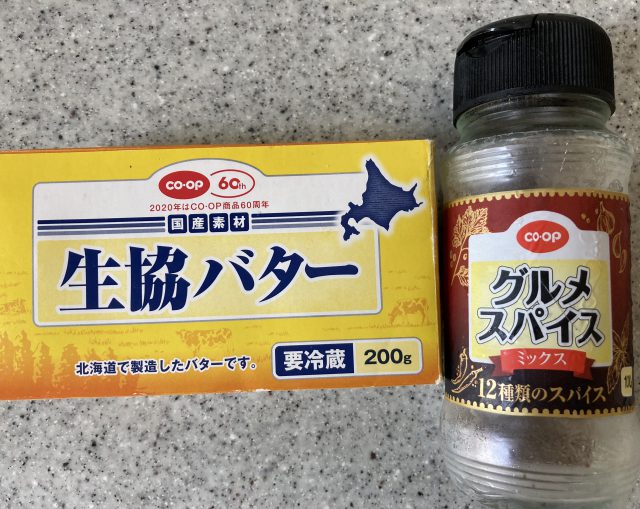 CO·OP 60th
2020年はCO·OP商品60周年
国産素材
生協バター
北海道で製造したバターです。
要冷蔵 200g
CO·OP
グルメ
スパイス
ミックス
12種類のスパイス